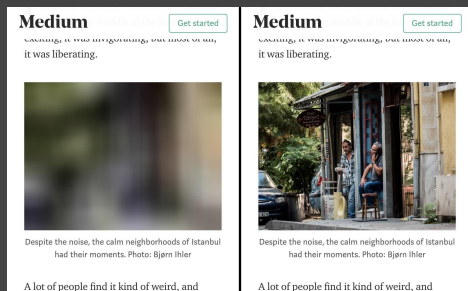 Medium
Get started
exciting, it was invigorating, but most of all,
it was liberating.
Despite the noise, the calm neighborhoods of Istanbul
had their moments. Photo: Bjørn Ihler
A lot of people find it kind of weird, and
Medium
Get started
exciting, it was invigorating, but most of all,
it was liberating.
Despite the noise, the calm neighborhoods of Istanbul
had their moments. Photo: Bjørn Ihler
A lot of people find it kind of weird, and